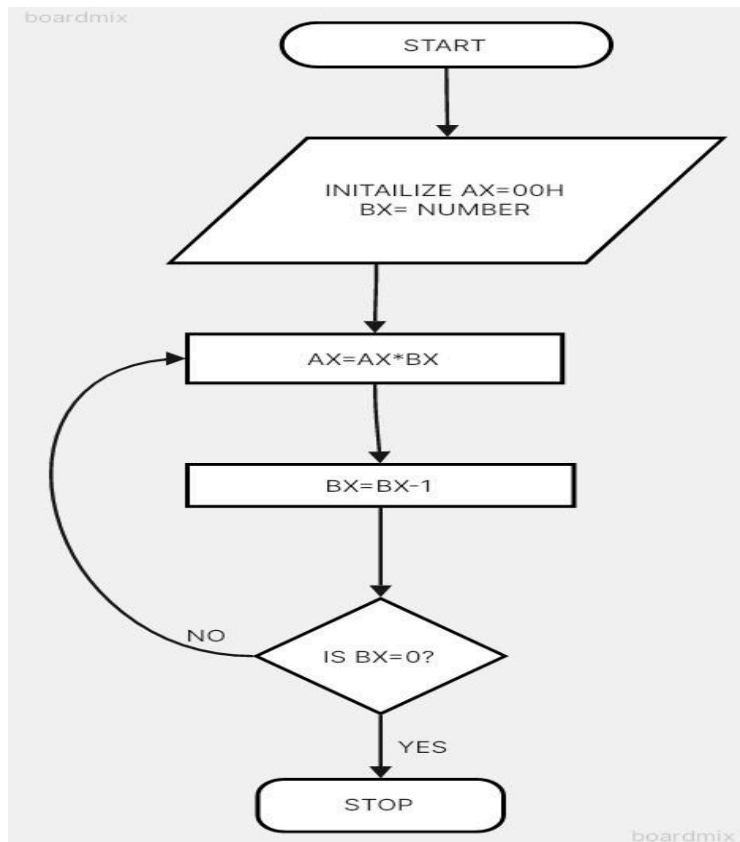 boardmix
START
INITAILIZE AX=00H
BX= NUMBER
AX=AX*BX
BX=BX-1
NO
IS BX=0?
YES
STOP
boardmix